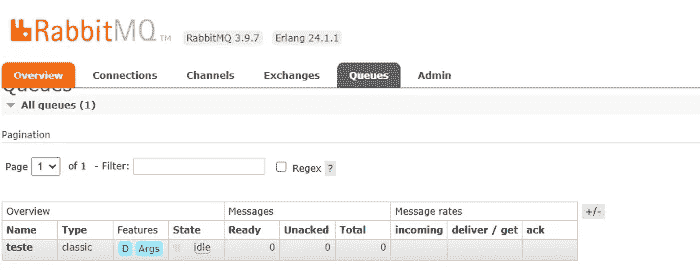 RabbitMQ TM RabbitMQ 3.9.7 Erlang 24.1.1
Overview Connections Channels Exchanges Queues Admin
Queues
All queues (1)
Pagination
Page 1 of 1 - Filter: Regex ?
Overview Messages Message rates +/-
Name Type Features State Ready Unacked Total incoming deliver / get ack
teste classic D Args idle 0 0 0